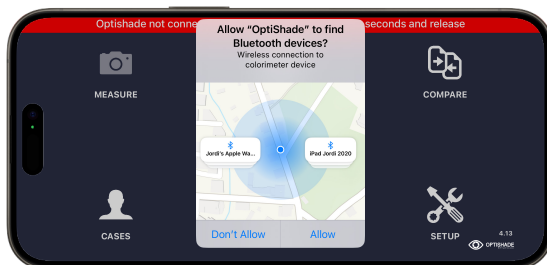 Optishade not conne
seconds and release
Allow “OptiShade” to find
Bluetooth devices?
Wireless connection to
colorimeter device
MEASURE
COMPARE
Jordi's Apple Wa...
iPad Jordi 2020
Don't Allow
Allow
CASES
SETUP
4.13
OPTISHADE